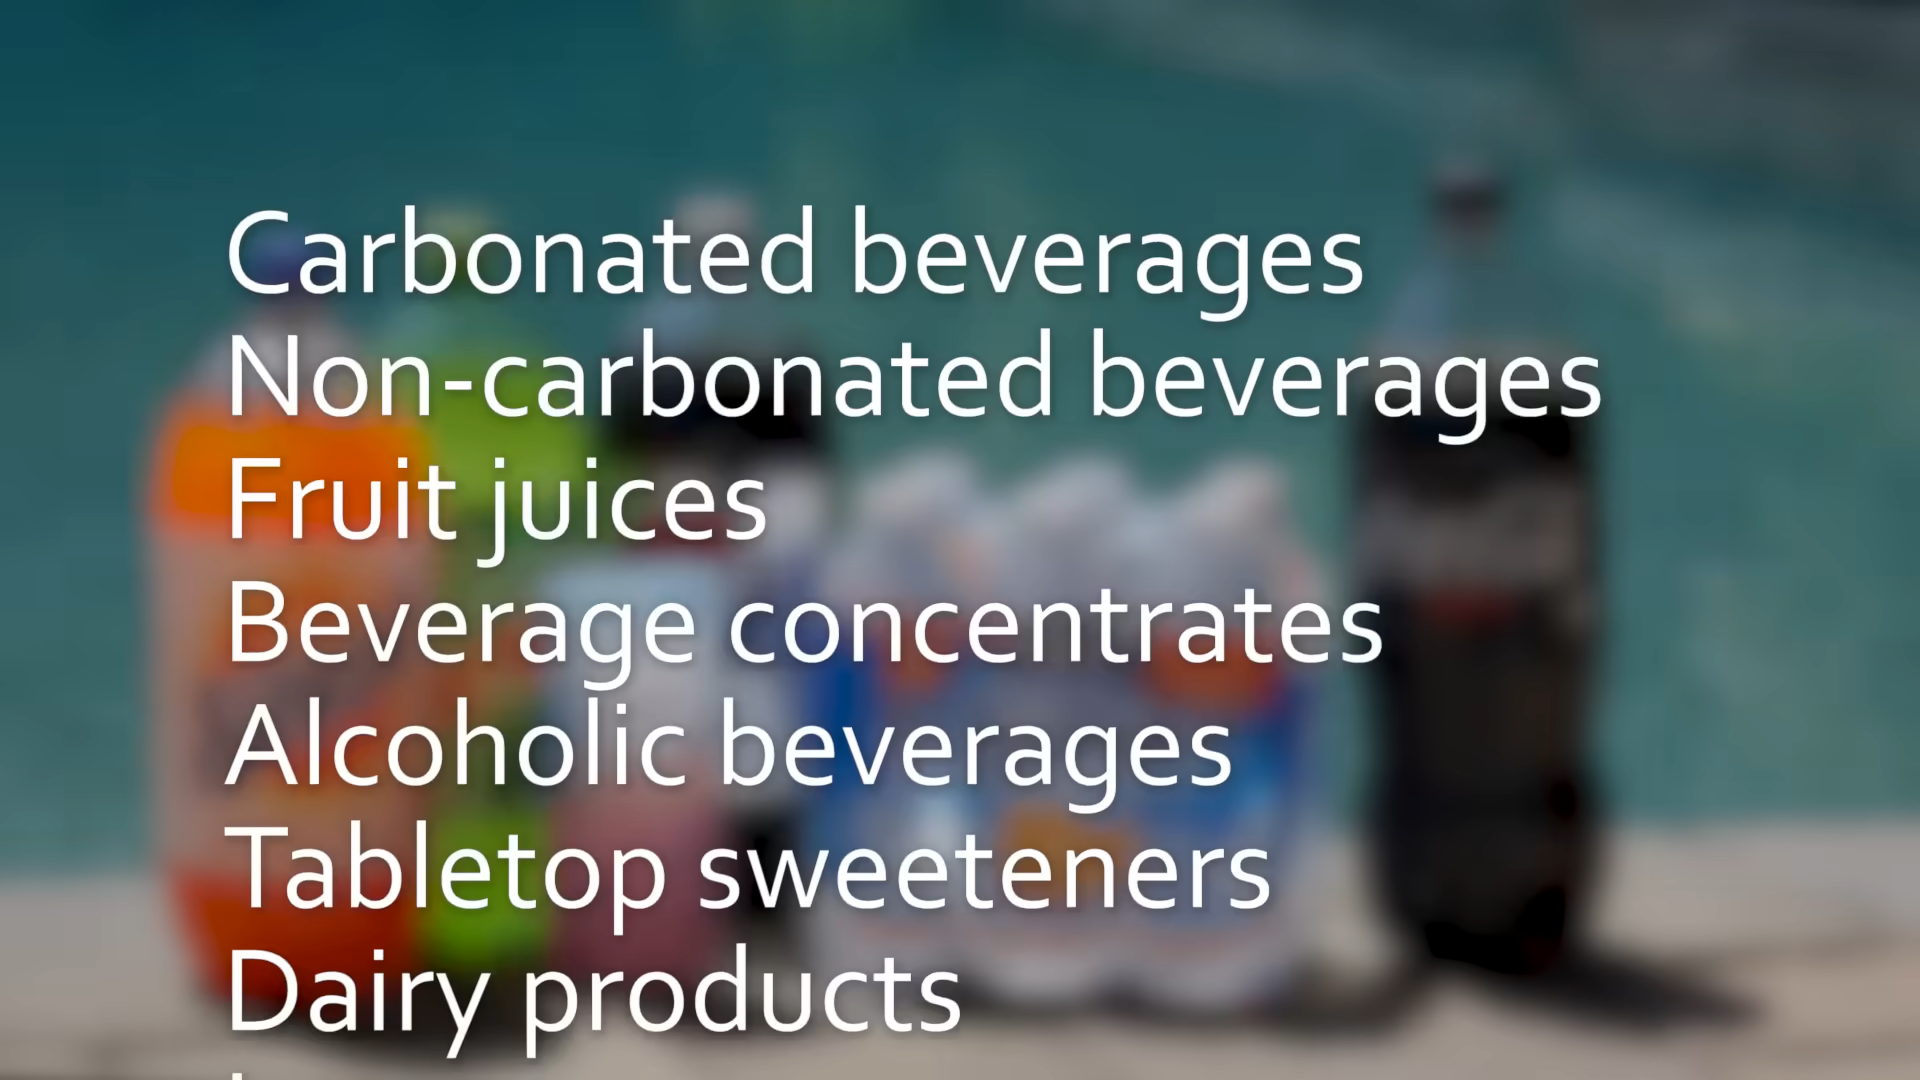 Carbonated beverages
Non-carbonated beverages
Fruit juices
Beverage concentrates
Alcoholic beverages
Tabletop sweeteners
Dairy products